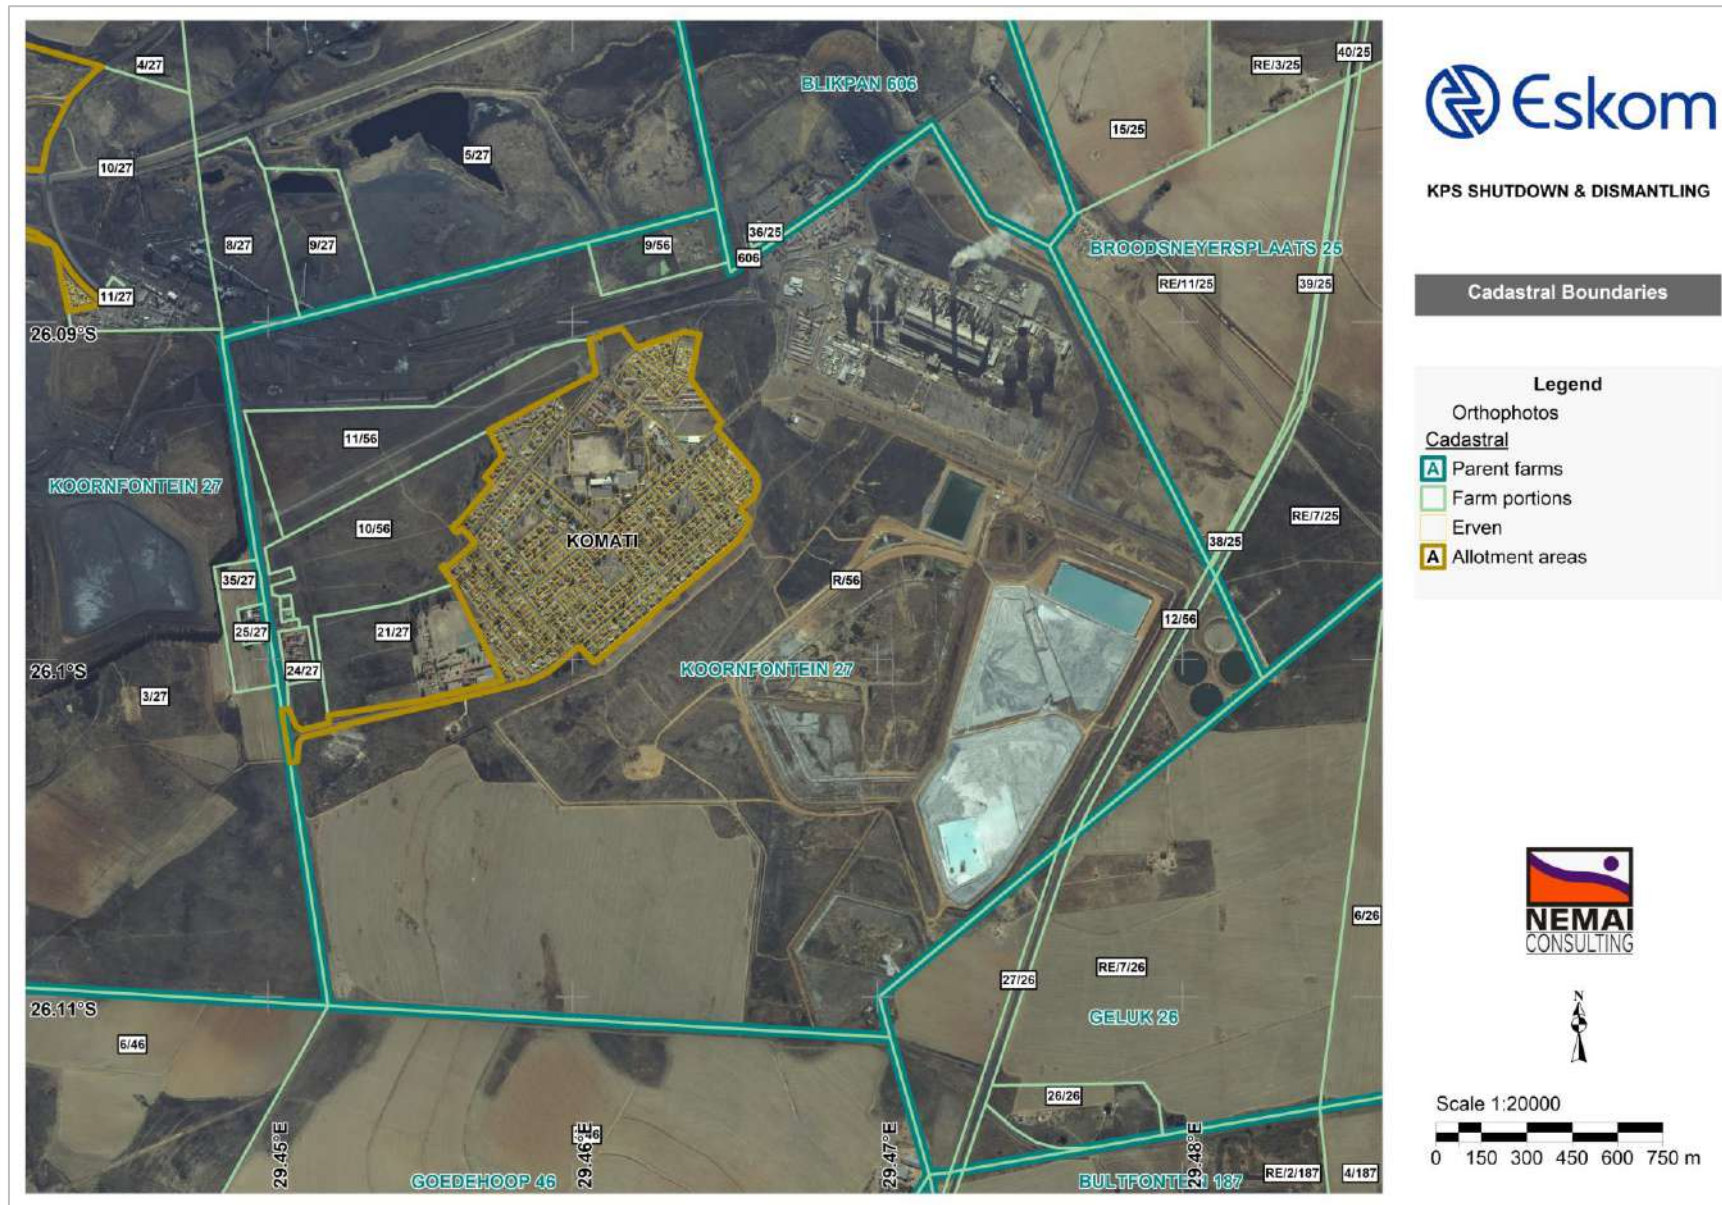 4/27
BLIKPAN 606
RE/3/25
40/25
15/25
5/27
10/27
36/25
8/27
9/27
9/56
606
BROODSNEYERSPLAATS 25
RE/11/25
39/25
11/27
26.09°S
11/56
KOORNFONTEIN 27
10/56
KOMATI
RE/7/25
38/25
35/27
R/56
12/56
25/27
21/27
24/27
26.1°S
KOORNFONTEIN 27
3/27
6/26
RE/7/26
27/26
26.11°S
GELUK 26
6/46
26/26
29.45°E
29.46°E
29.47°E
29.48°E
GOEDEHOOP 46
BULTFONTEIN 187
RE/2/187
4/187
Eskom
KPS SHUTDOWN & DISMANTLING
Cadastral Boundaries
Legend
Orthophotos
Cadastral
A Parent farms
Farm portions
Erven
A Allotment areas
NEMAI
CONSULTING
N
Scale 1:20000
0 150 300 450 600 750 m